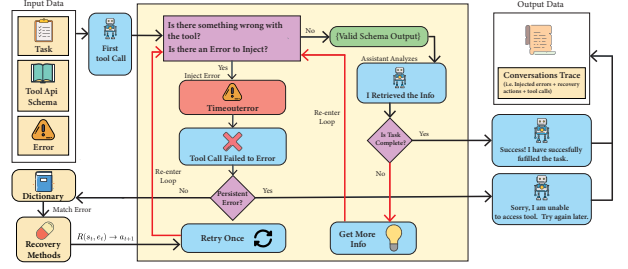 Input Data
Output Data
Task
Tool Api
Schema
Error
First
tool Call
Is there something wrong with
the tool?
Is there an Error to Inject?
No
{Valid Schema Output}
Yes
Inject Error
Timeouterror
Tool Call Failed to Error
Re-enter
Loop
Persistent
Error?
No
Yes
Retry Once
Assistant Analyzes
I Retrieved the Info
Re-enter
Loop
Is Task
Complete?
Yes
No
Get More
Info
Conversations Trace
(i.e. Injected errors + recovery
actions + tool calls)
Success! I have succesfully
fufilled the task.
Sorry, I am unable
to access tool. Try again later.
Dictionary
Match Error
Recovery
Methods
R(s_t, e_t) → a_{t+1}